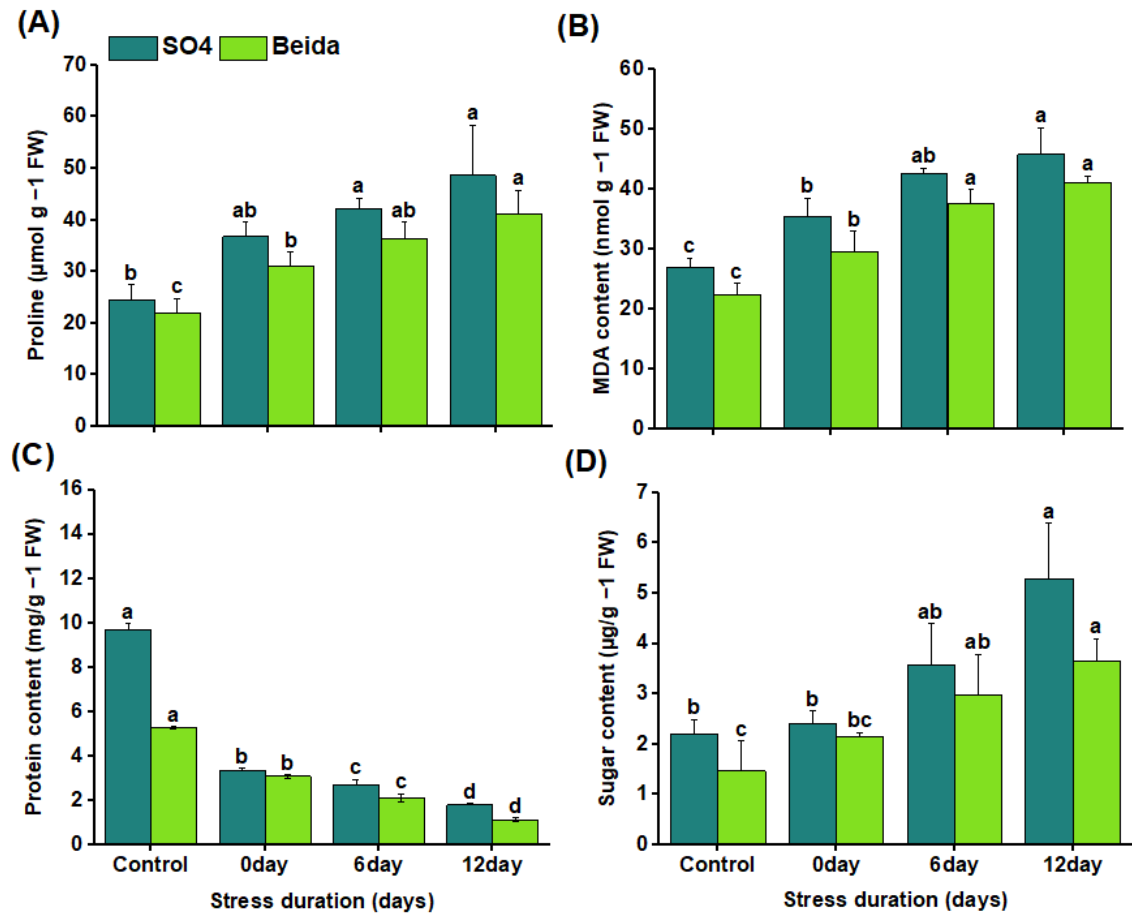 (A)
SO4 Beida
Proline (µmol g −1 FW)
70
60
50
40
30
20
10
0
b c ab b a ab a a
(B)
MDA content (nmol g −1 FW)
60
50
40
30
20
10
0
c c b b ab a a a
(C)
Protein content (mg/g −1 FW)
16
14
12
10
8
6
4
2
0
a a b b c c d d
Control 0day 6day 12day
Stress duration (days)
(D)
Sugar content (µg/g −1 FW)
7
6
5
4
3
2
1
0
b c b bc ab ab a a
Control 0day 6day 12day
Stress duration (days)